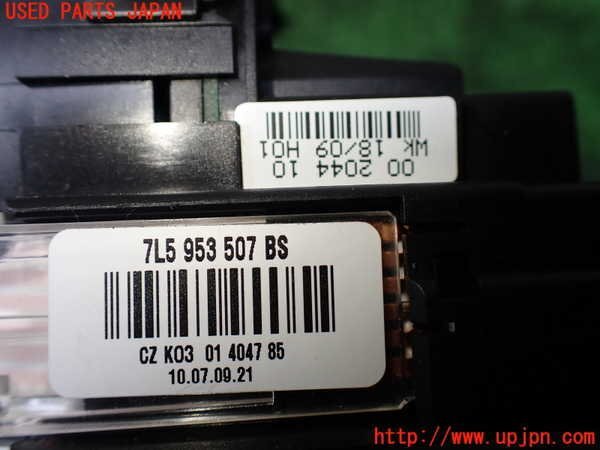 USED PARTS JAPAN
00 2044 10
WK 18/09 H01
7L5 953 507 BS
CZ K03 01 4047 85
10.07.09.21
http://www.upjpn.com/